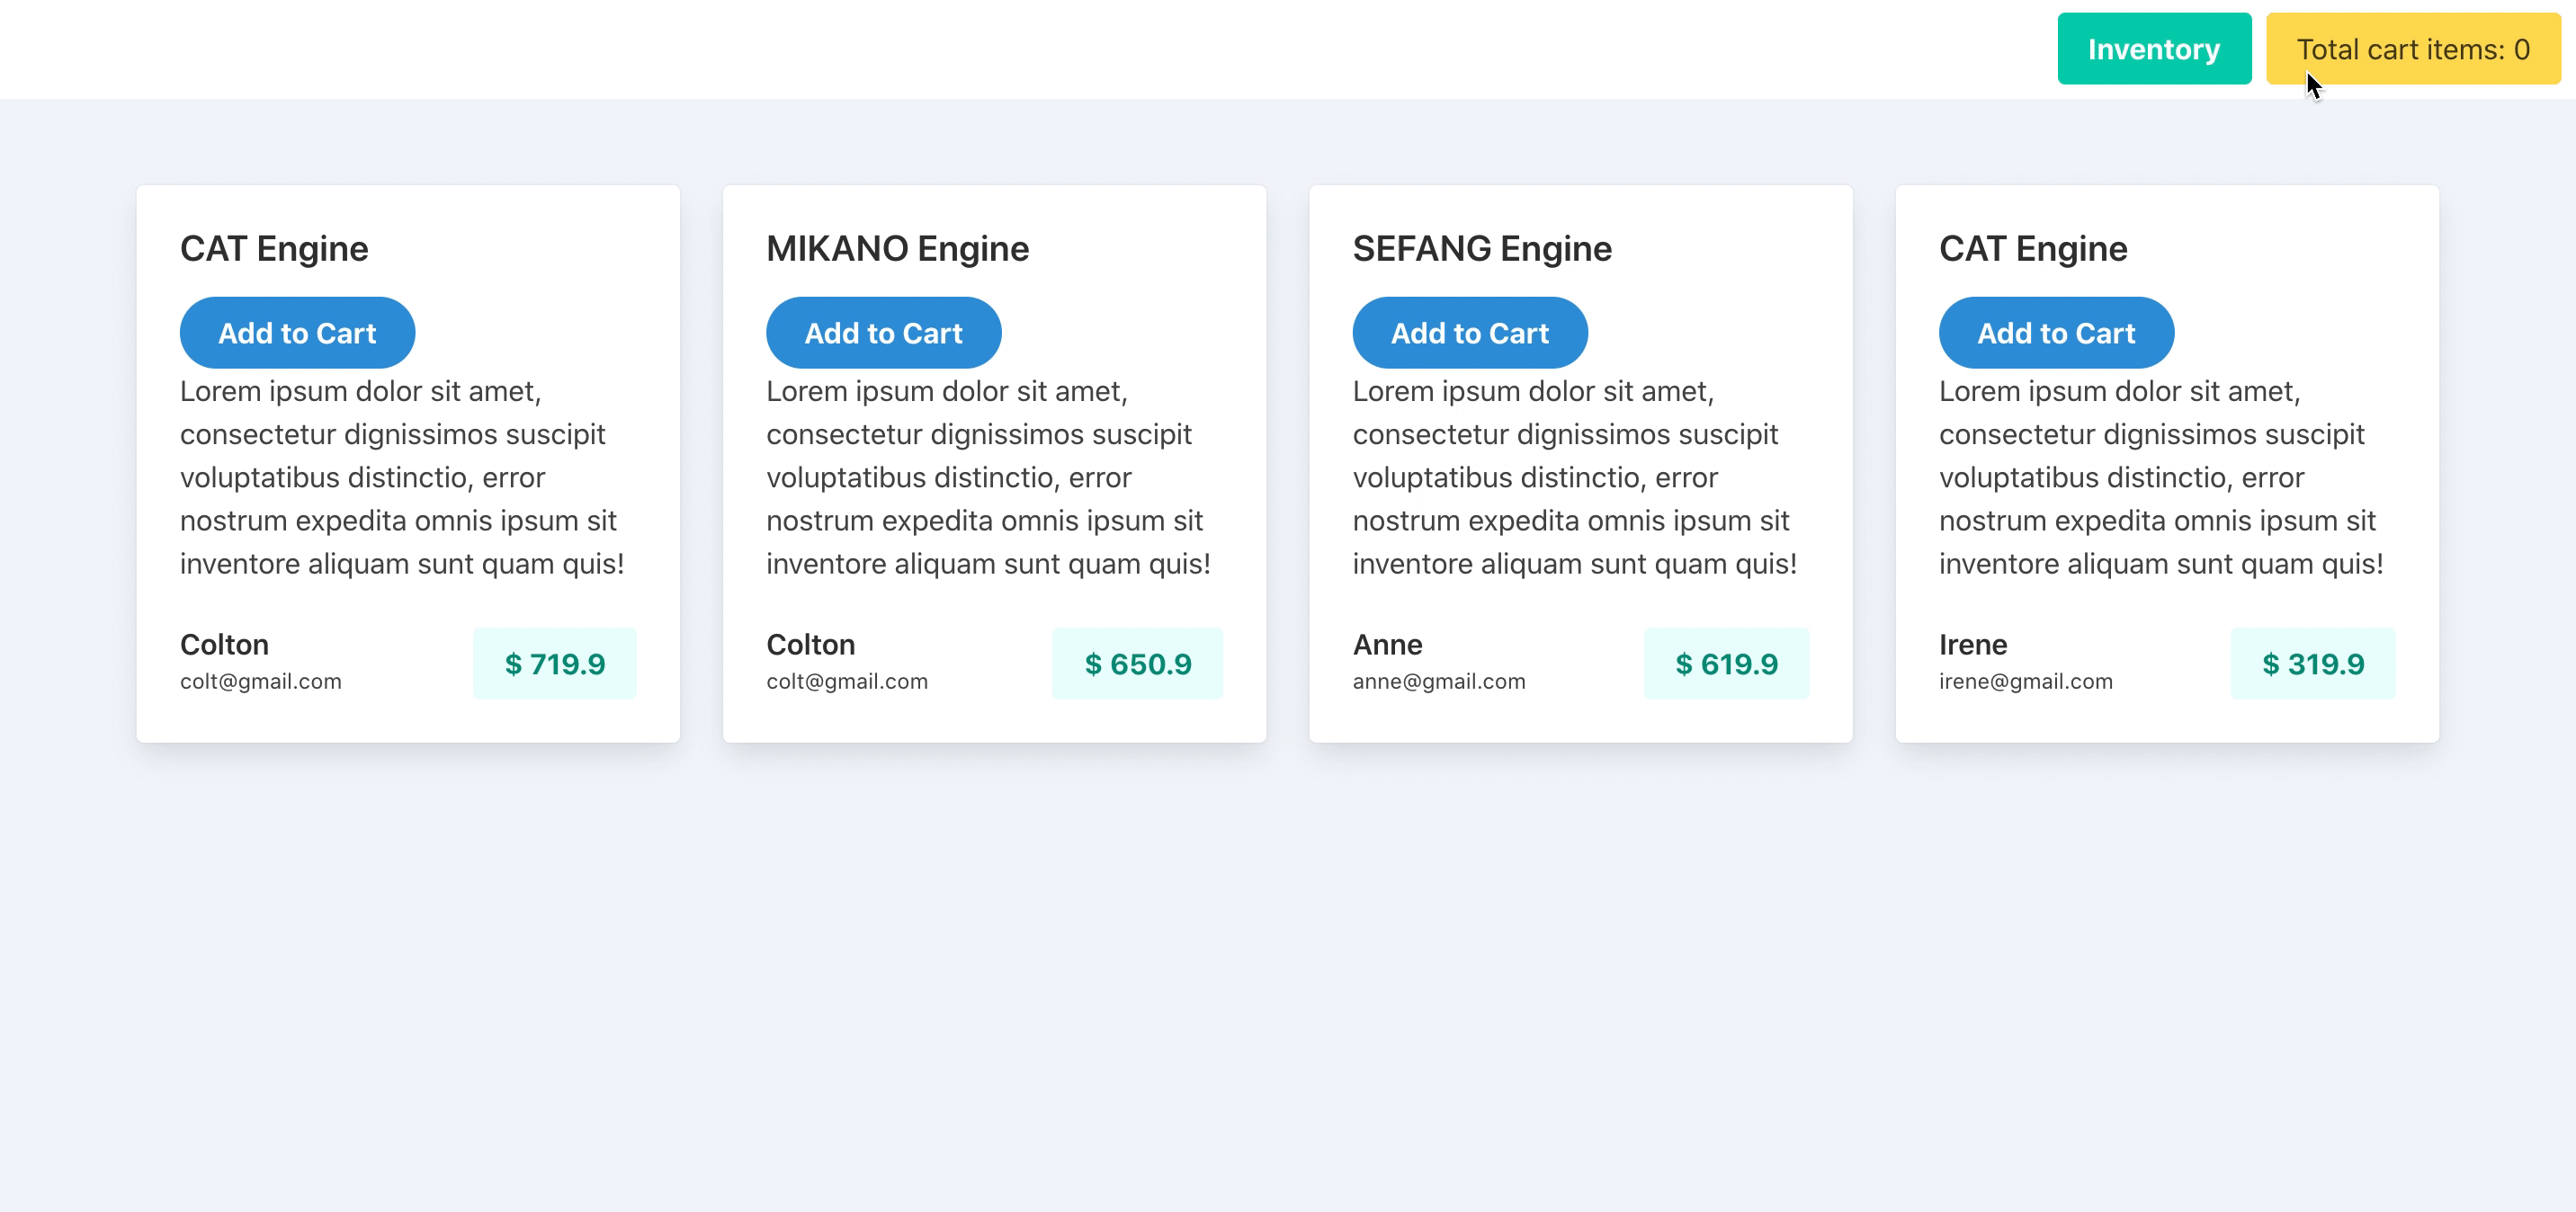 Inventory
Total cart items: 0
CAT Engine
Add to Cart
Lorem ipsum dolor sit amet,
consectetur dignissimos suscipit
voluptatibus distinctio, error
nostrum expedita omnis ipsum sit
inventore aliquam sunt quam quis!
Colton
colt@gmail.com
$ 719.9
MIKANO Engine
Add to Cart
Lorem ipsum dolor sit amet,
consectetur dignissimos suscipit
voluptatibus distinctio, error
nostrum expedita omnis ipsum sit
inventore aliquam sunt quam quis!
Colton
colt@gmail.com
$ 650.9
SEFANG Engine
Add to Cart
Lorem ipsum dolor sit amet,
consectetur dignissimos suscipit
voluptatibus distinctio, error
nostrum expedita omnis ipsum sit
inventore aliquam sunt quam quis!
Anne
anne@gmail.com
$ 619.9
CAT Engine
Add to Cart
Lorem ipsum dolor sit amet,
consectetur dignissimos suscipit
voluptatibus distinctio, error
nostrum expedita omnis ipsum sit
inventore aliquam sunt quam quis!
Irene
irene@gmail.com
$ 319.9